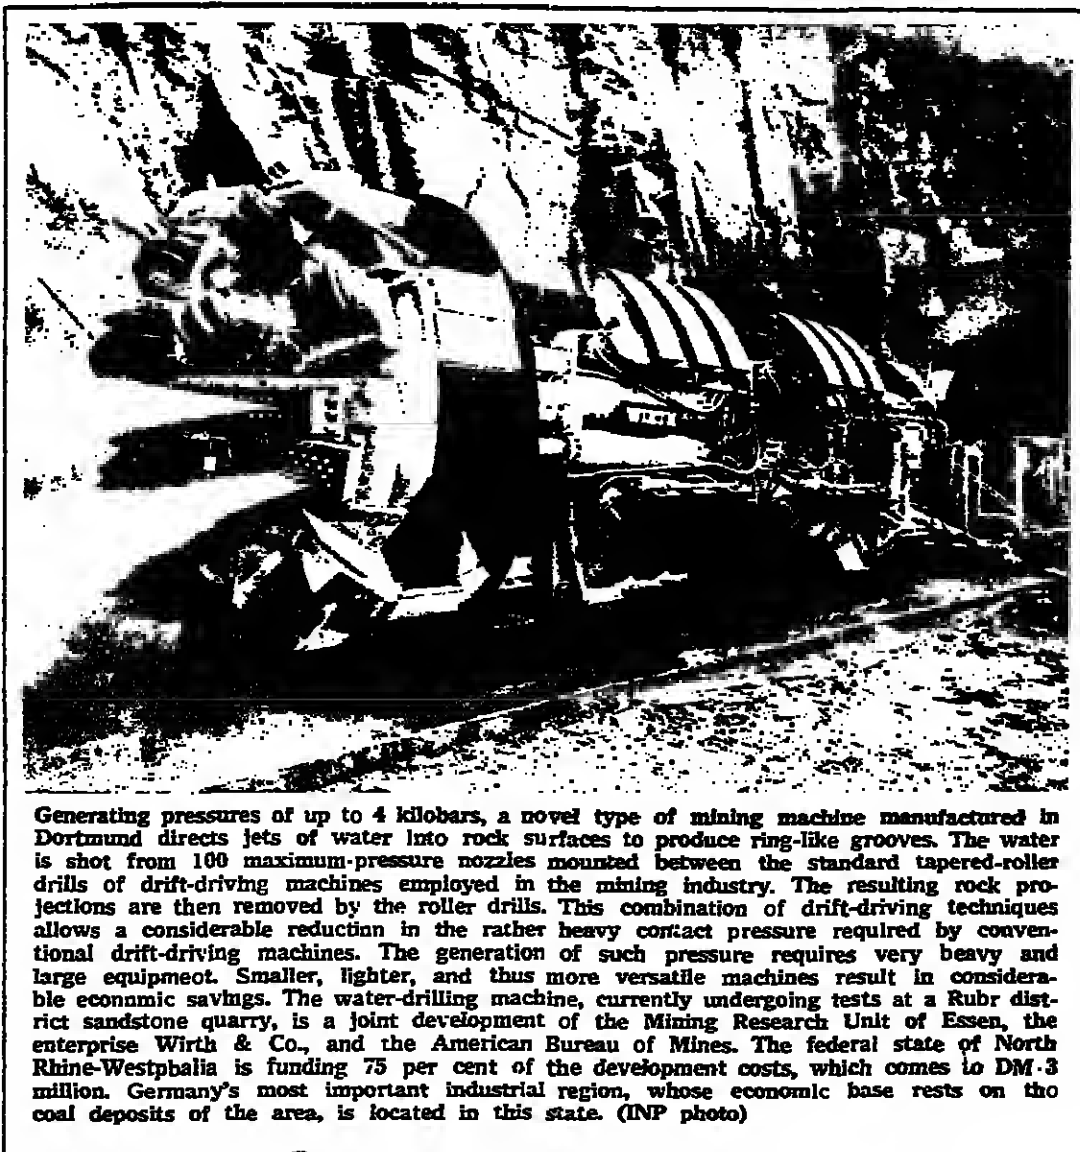 Generating pressures of up to 4 kilobars, a novel type of mining machine manufactured in
Dortmund directs jets of water into rock surfaces to produce ring-like grooves. The water
is shot from 100 maximum-pressure nozzles mounted between the standard tapered-roller
drills of drift-driving machines employed in the mining industry. The resulting rock pro-
jections are then removed by the roller drills. This combination of drift-driving techniques
allows a considerable reduction in the rather heavy contact pressure required by conven-
tional drift-driving machines. The generation of such pressure requires very heavy and
large equipment. Smaller, lighter, and thus more versatile machines result in considera-
ble economic savings. The water-drilling machine, currently undergoing tests at a Ruhr dist-
rict sandstone quarry, is a joint development of the Mining Research Unit of Essen, the
enterprise Wirth & Co., and the American Bureau of Mines. The federal state of North
Rhine-Westphalia is funding 75 per cent of the development costs, which comes to DM 3
million. Germany's most important industrial region, whose economic base rests on the
coal deposits of the area, is located in this state. (INP photo)